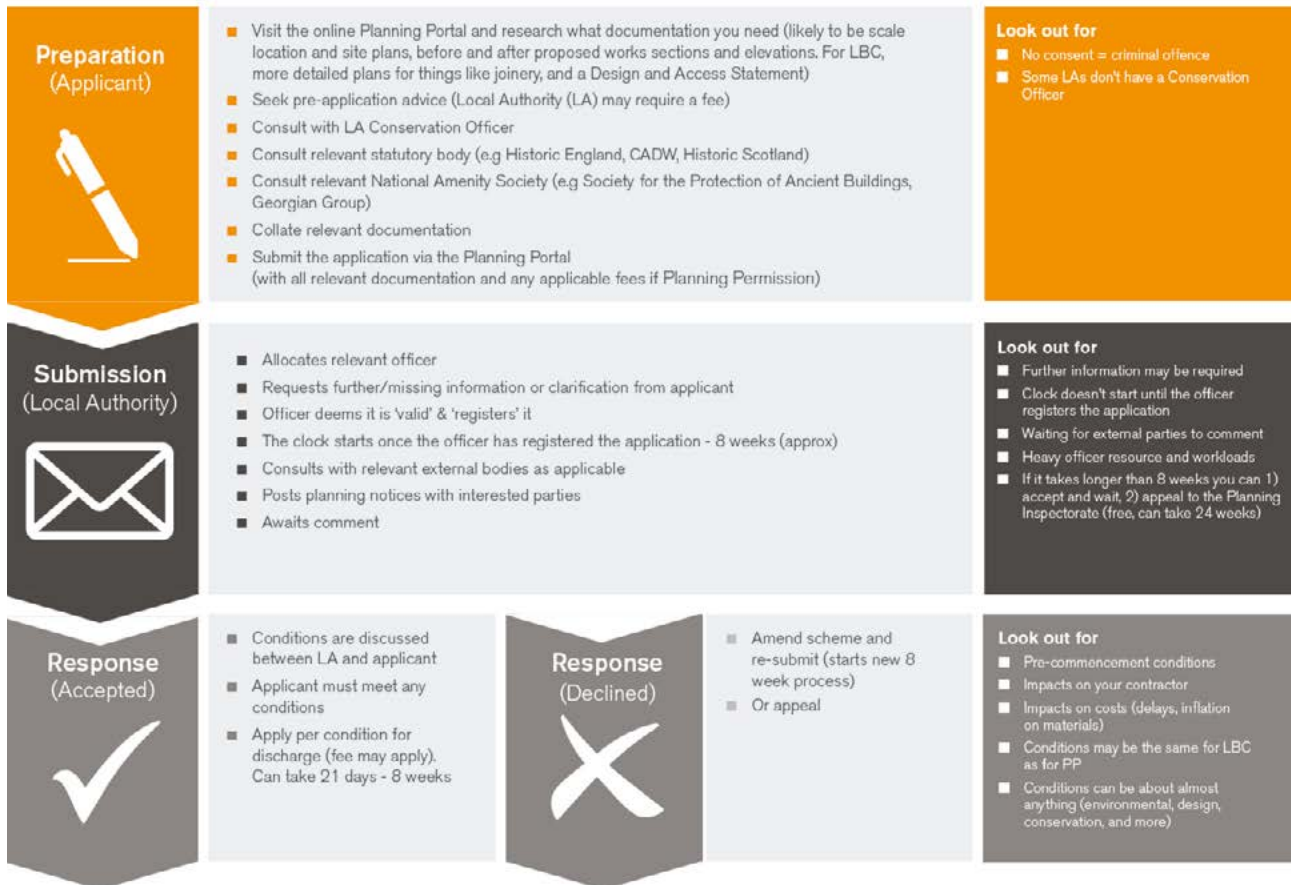 Preparation
(Applicant)
Visit the online Planning Portal and research what documentation you need (likely to be scale
location and site plans, before and after proposed works sections and elevations. For LBC,
more detailed plans for things like joinery, and a Design and Access Statement)
Seek pre-application advice (Local Authority (LA) may require a fee)
Consult with LA Conservation Officer
Consult relevant statutory body (e.g Historic England, CADW, Historic Scotland)
Consult relevant National Amenity Society (e.g Society for the Protection of Ancient Buildings,
Georgian Group)
Collate relevant documentation
Submit the application via the Planning Portal
(with all relevant documentation and any applicable fees if Planning Permission)
Look out for
No consent = criminal offence
Some LAs don't have a Conservation
Officer
Submission
(Local Authority)
Allocates relevant officer
Requests further/missing information or clarification from applicant
Officer deems it is 'valid' & 'registers' it
The clock starts once the officer has registered the application - 8 weeks (approx)
Consults with relevant external bodies as applicable
Posts planning notices with interested parties
Awaits comment
Look out for
Further information may be required
Clock doesn't start until the officer
registers the application
Waiting for external parties to comment
Heavy officer resource and workloads
If it takes longer than 8 weeks you can 1)
accept and wait, 2) appeal to the Planning
Inspectorate (free, can take 24 weeks)
Response
(Accepted)
Conditions are discussed
between LA and applicant
Applicant must meet any
conditions
Apply per condition for
discharge (fee may apply).
Can take 21 days - 8 weeks
Response
(Declined)
Amend scheme and
re-submit (starts new 8
week process)
Or appeal
Look out for
Pre-commencement conditions
Impacts on your contractor
Impacts on costs (delays, inflation
on materials)
Conditions may be the same for LBC
as for PP
Conditions can be about almost
anything (environmental, design,
conservation, and more)